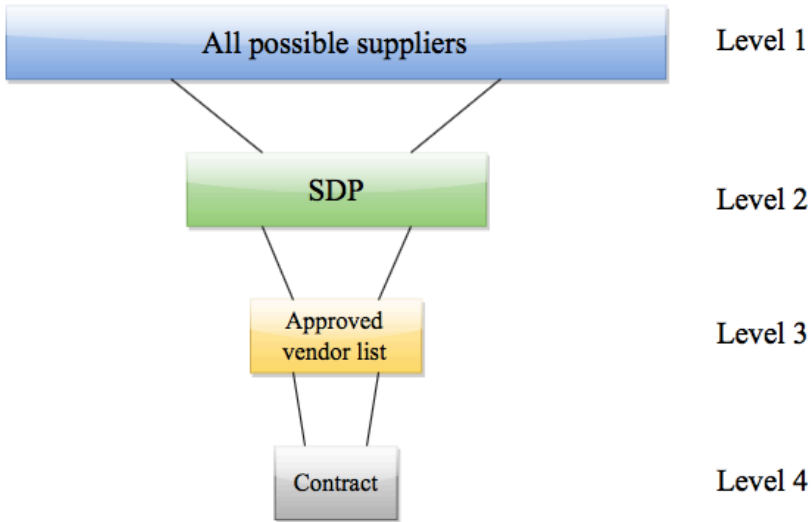 All possible suppliers
Level 1
SDP
Level 2
Approved
vendor list
Level 3
Contract
Level 4